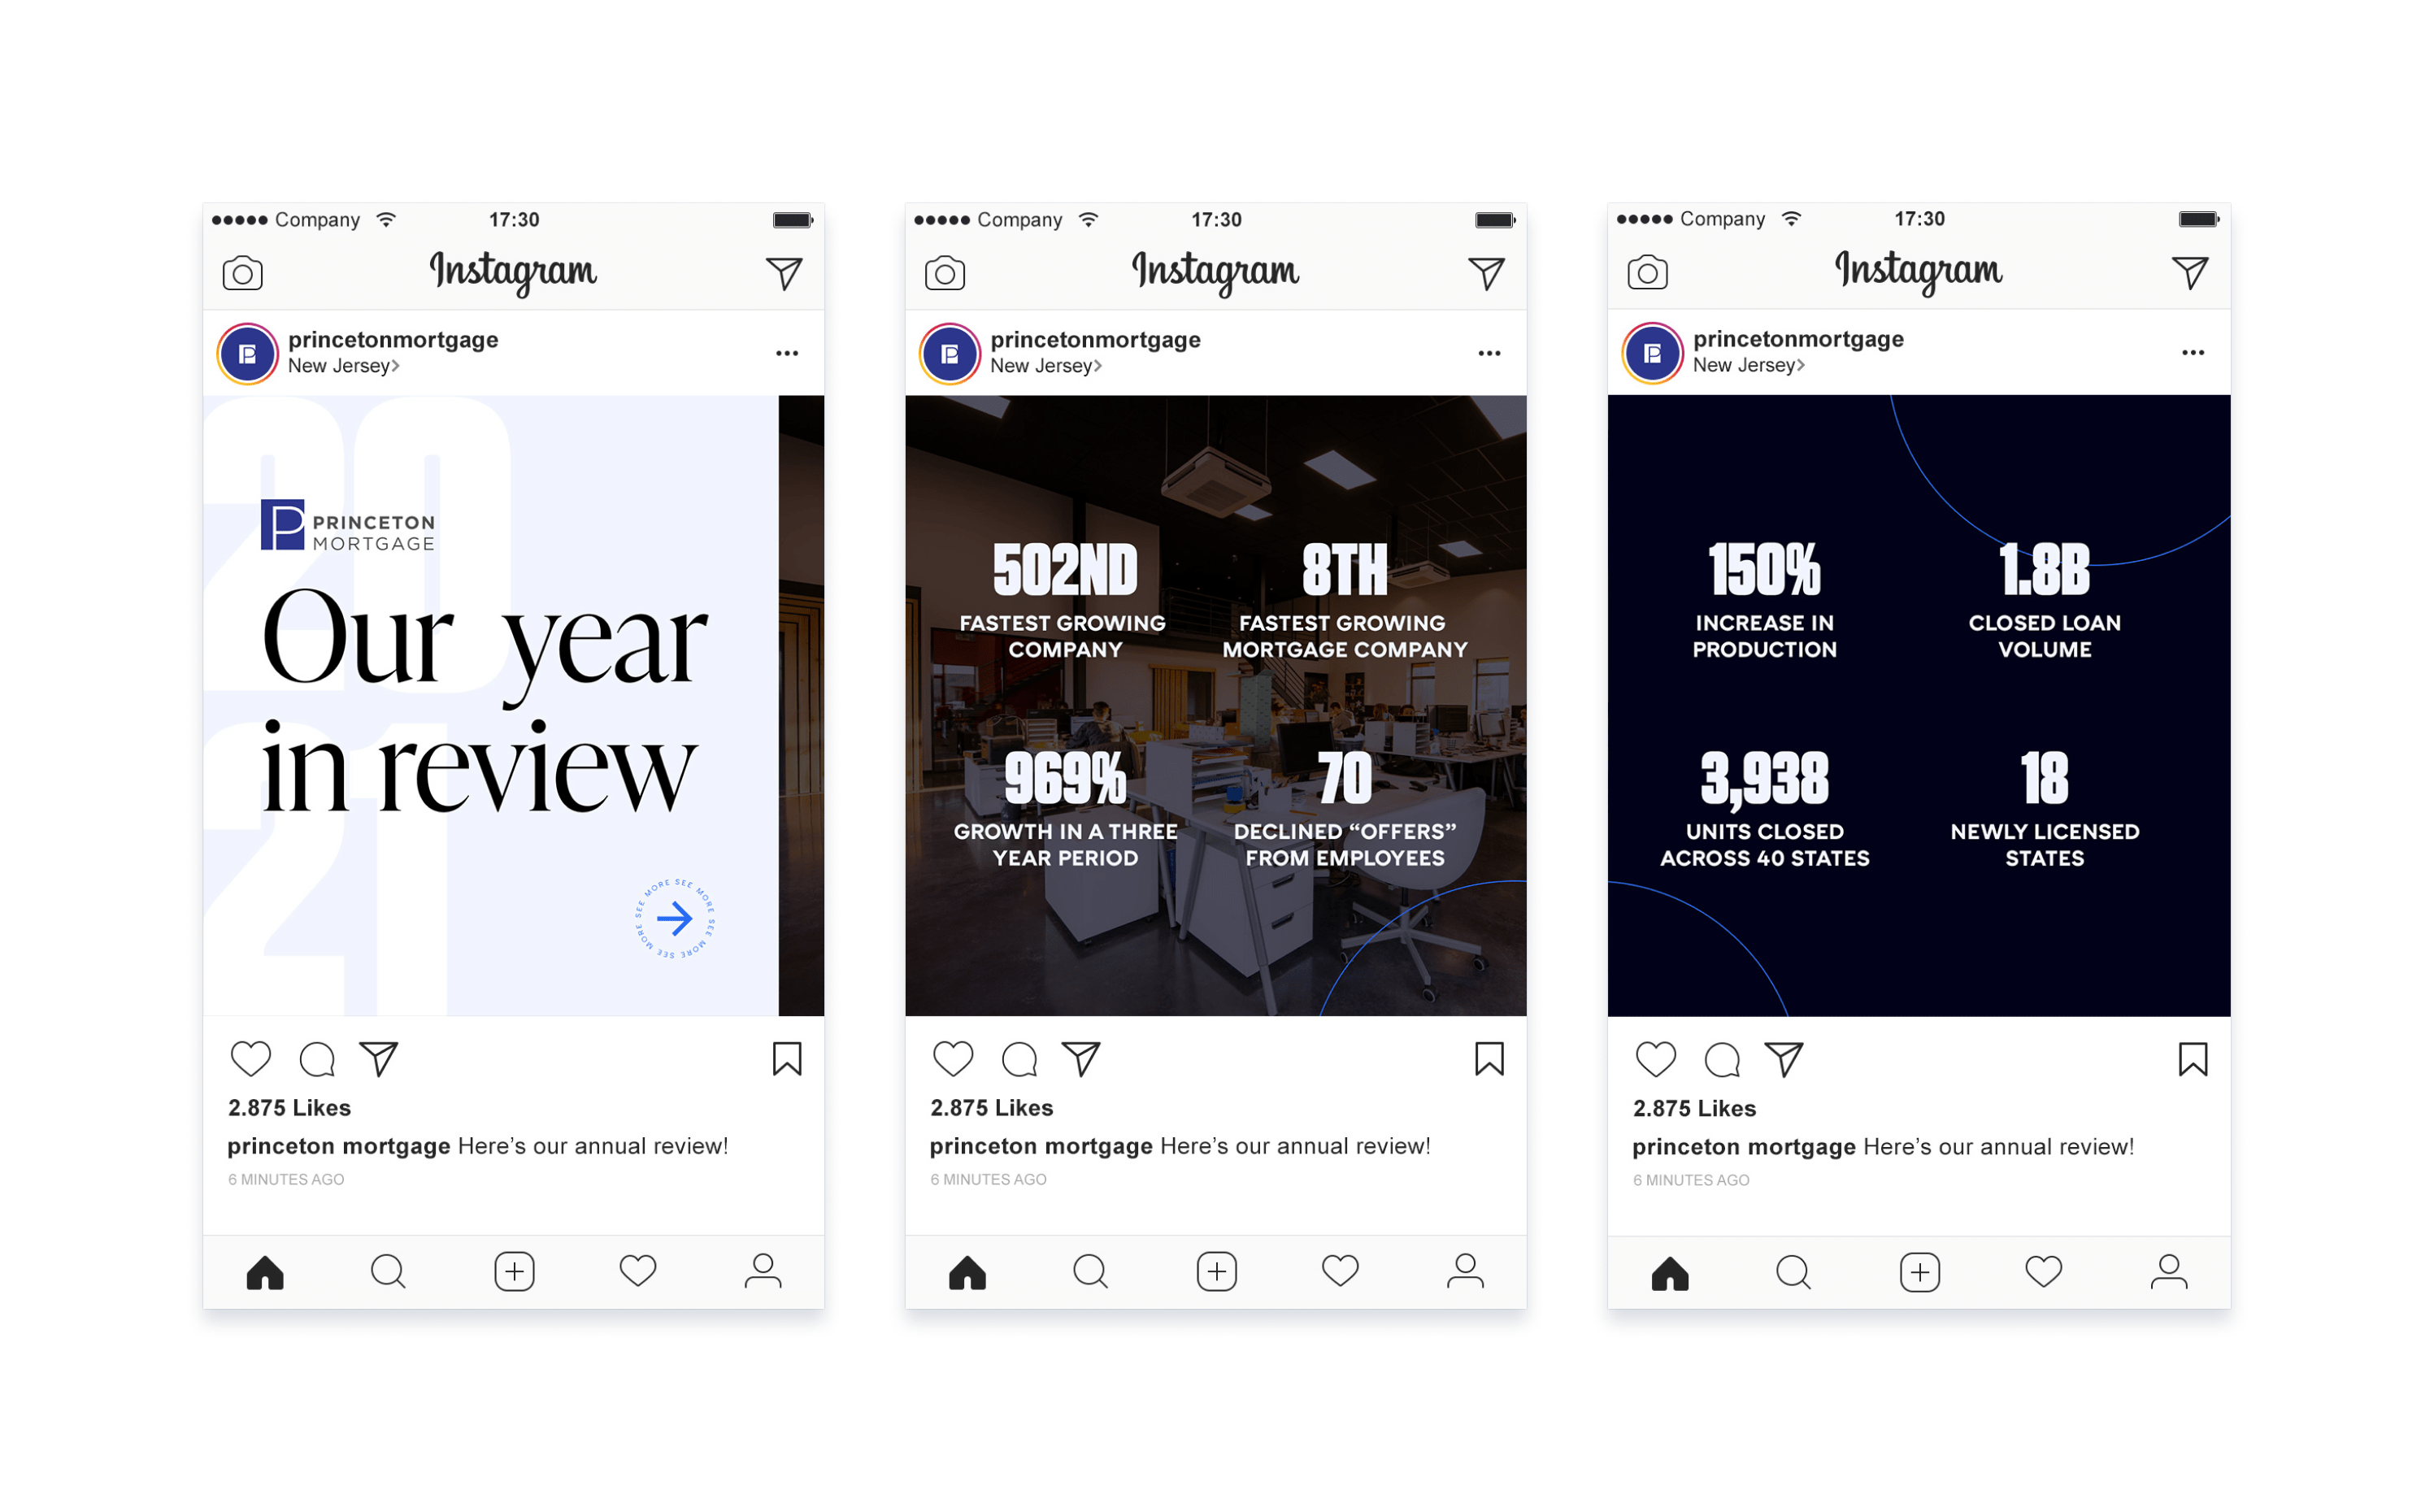 Company 17:30
Instagram
princetonmortgage
New Jersey
20
21
PRINCETON
MORTGAGE
Our year
in review
SEE MORE SEE MORE SEE MORE SEE MORE
2.875 Likes
princeton mortgage Here’s our annual review!
6 MINUTES AGO
Company 17:30
Instagram
princetonmortgage
New Jersey
502ND
FASTEST GROWING
COMPANY
8TH
FASTEST GROWING
MORTGAGE COMPANY
969%
GROWTH IN A THREE
YEAR PERIOD
70
DECLINED “OFFERS”
FROM EMPLOYEES
2.875 Likes
princeton mortgage Here’s our annual review!
6 MINUTES AGO
Company 17:30
Instagram
princetonmortgage
New Jersey
150%
INCREASE IN
PRODUCTION
1.8B
CLOSED LOAN
VOLUME
3,938
UNITS CLOSED
ACROSS 40 STATES
18
NEWLY LICENSED
STATES
2.875 Likes
princeton mortgage Here’s our annual review!
6 MINUTES AGO